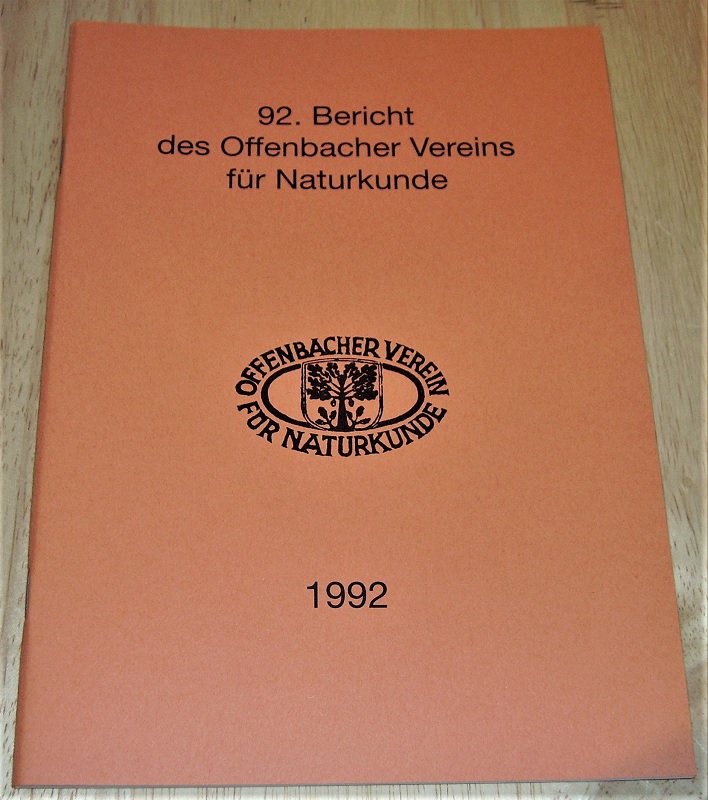 92. Bericht
des Offenbacher Vereins
für Naturkunde
OFFENBACHER VEREIN
FÜR NATURKUNDE
1992